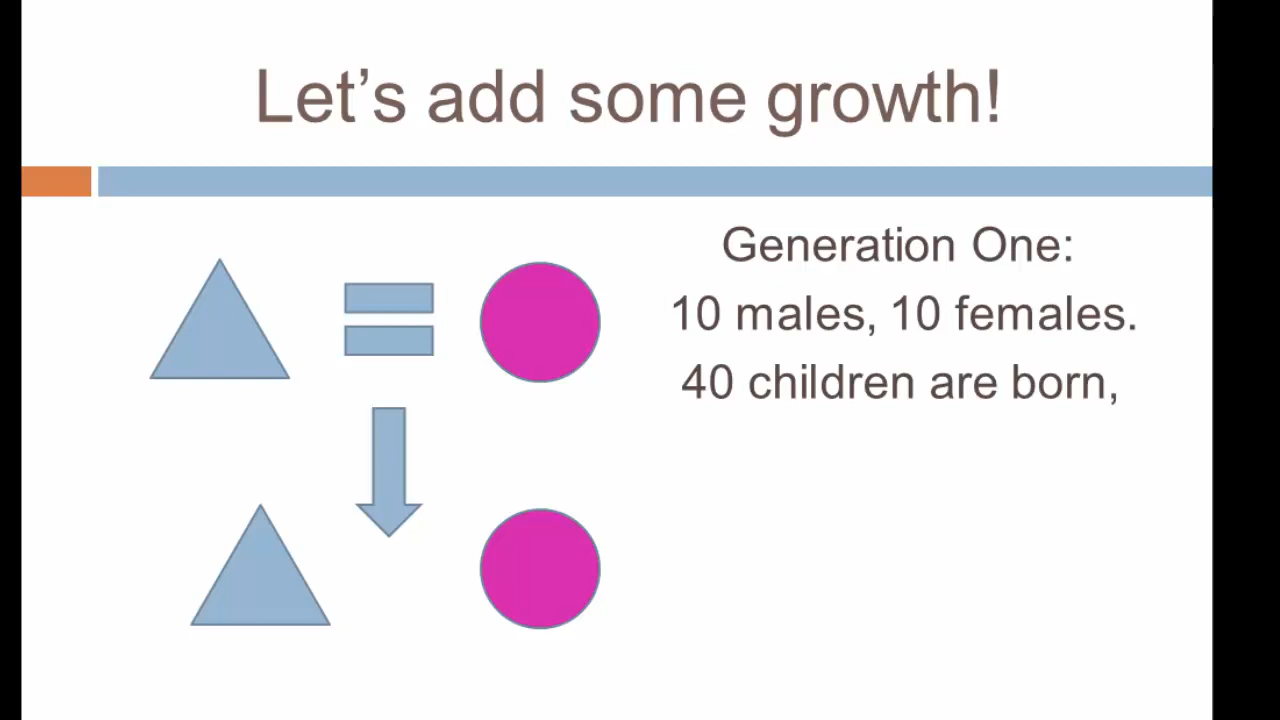 Let’s add some growth!
Generation One:
10 males, 10 females.
40 children are born,